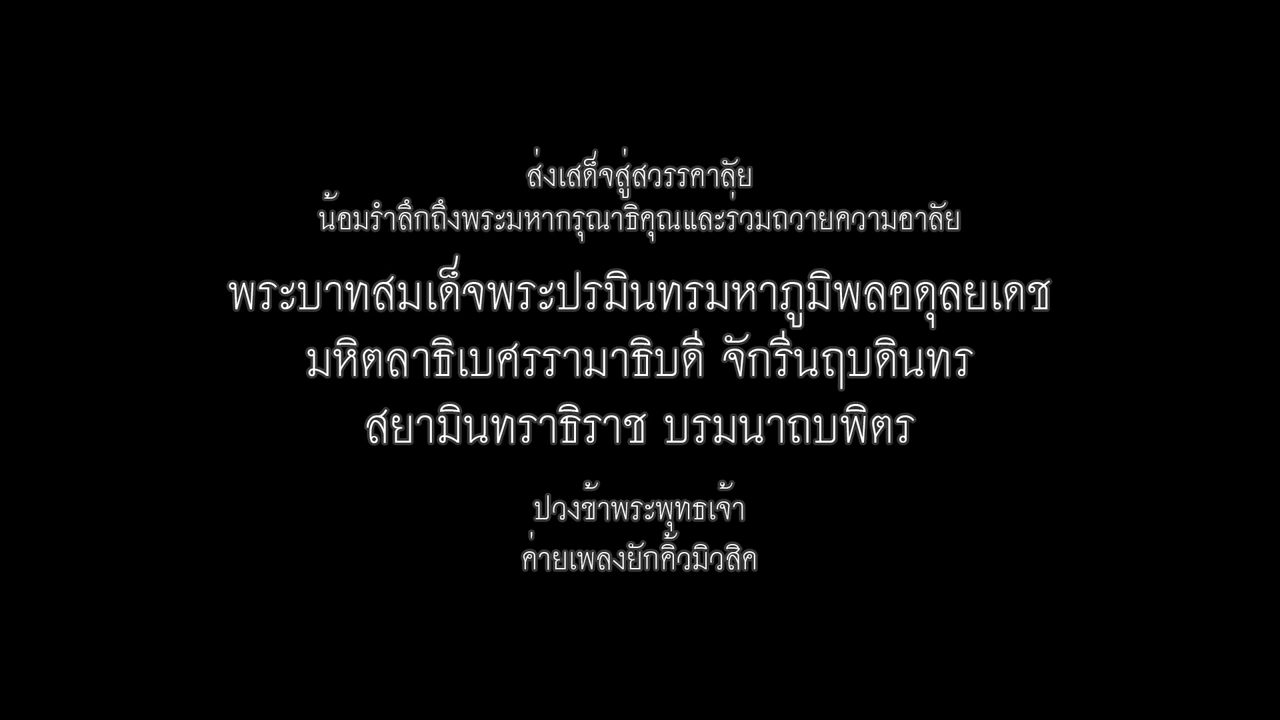 ส่งเสด็จสู่สวรรคาลัย
น้อมรำลึกถึงพระมหากรุณาธิคุณและร่วมถวายความอาลัย
พระบาทสมเด็จพระปรมินทรมหาภูมิพลอดุลยเดช
มหิตลาธิเบศรรามาธิบดี จักรีนฤบดินทร
สยามินทราธิราช บรมนาถบพิตร
ปวงข้าพระพุทธเจ้า
ค่ายเพลงยักคิ้วมิวสิค